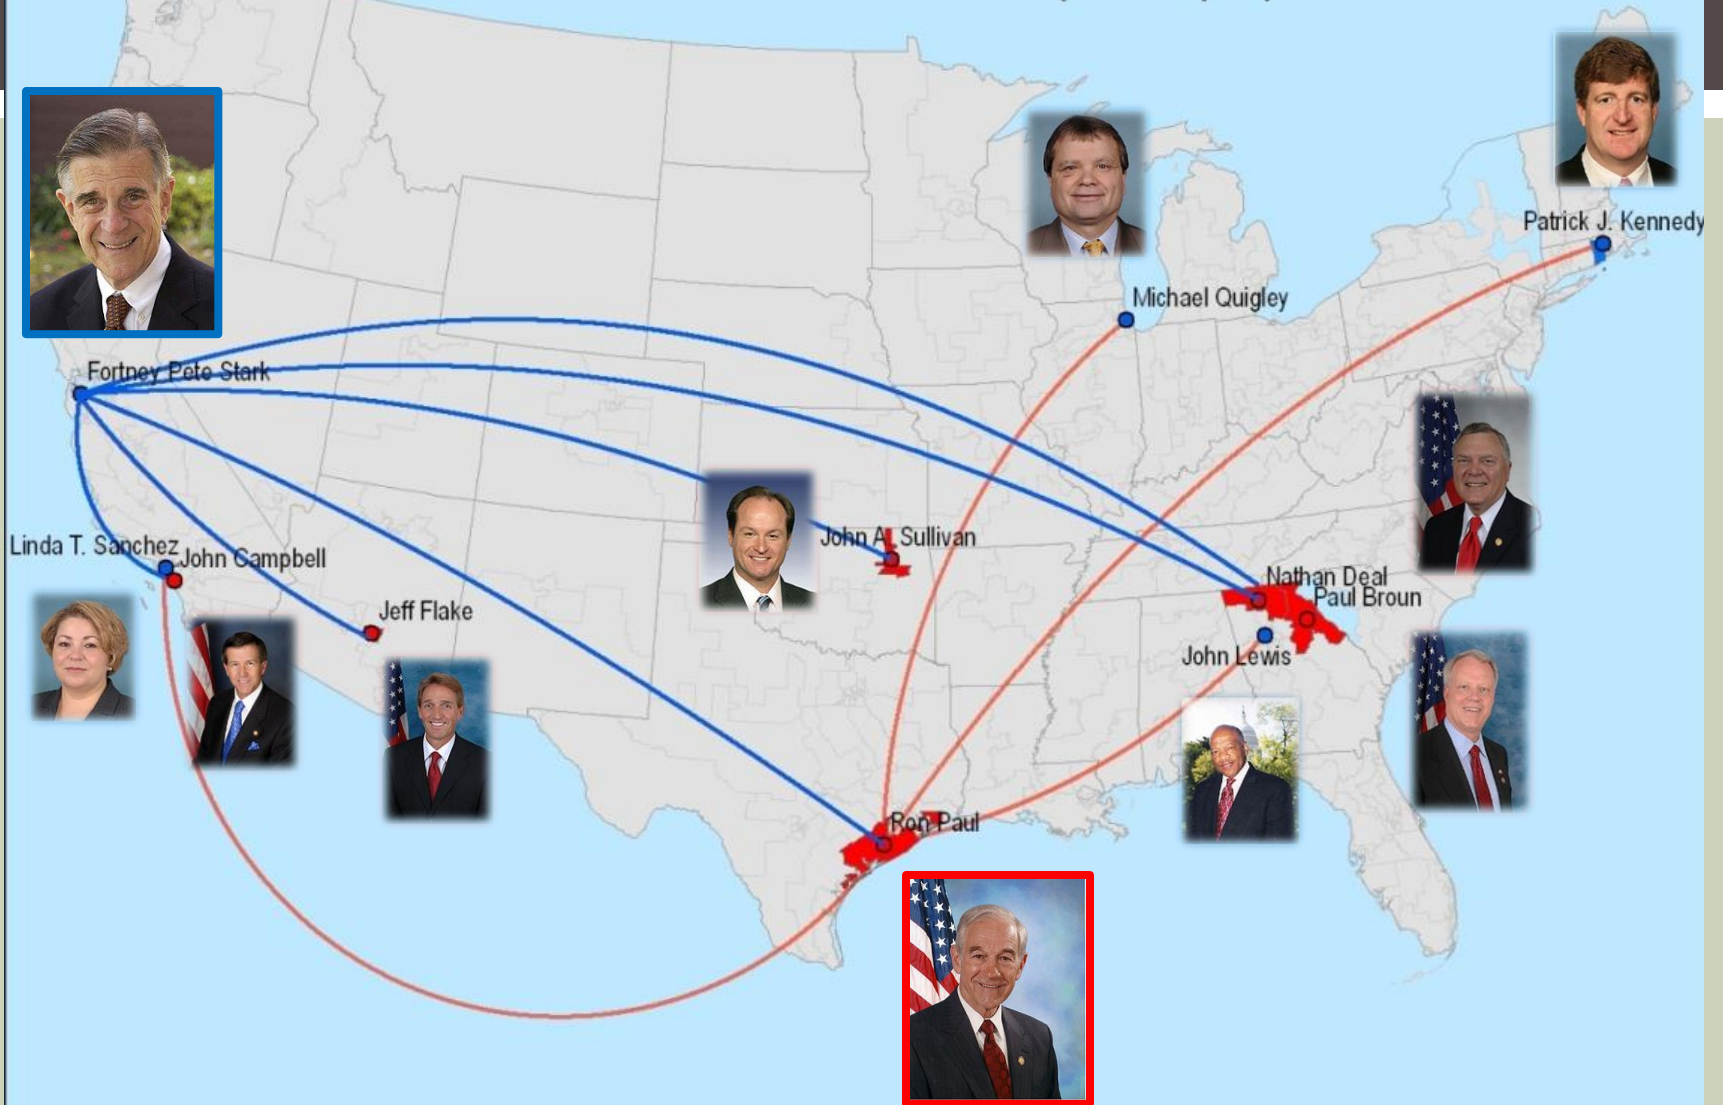 Patrick J. Kennedy
Michael Quigley
Fortney Pete Stark
John A. Sullivan
Linda T. Sanchez
John Campbell
Nathan Deal
Paul Broun
Jeff Flake
John Lewis
Ron Paul